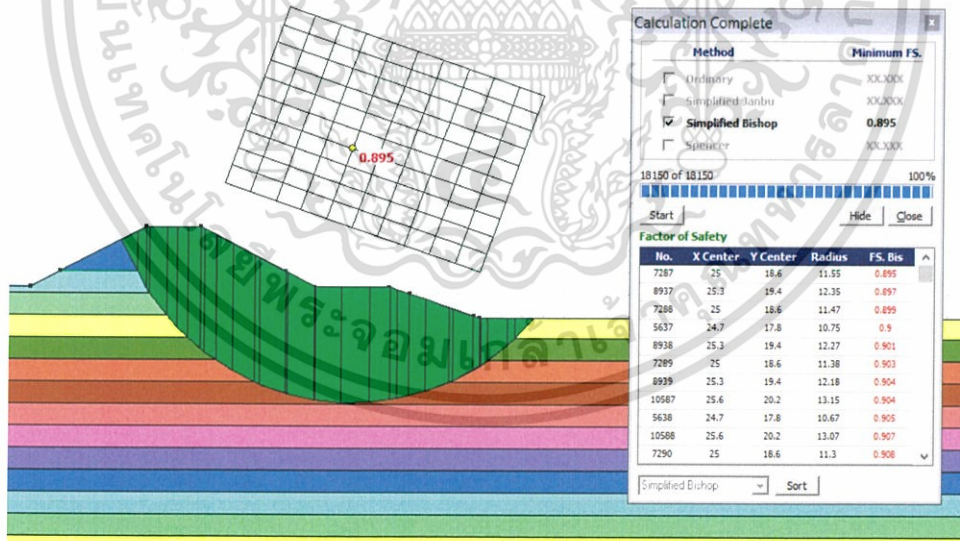 Calculation Complete
Method Minimum FS.
Ordinary XX.XXX
Simplified Janbu XX.XXX
Simplified Bishop 0.895
Spencer XX.XXX
18150 of 18150 100%
Start Hide Close
Factor of Safety
No. X Center Y Center Radius FS. Bis
7287 25 18.6 11.55 0.895
8937 25.3 19.4 12.35 0.897
7288 25 18.6 11.47 0.899
5637 24.7 17.8 10.75 0.9
8938 25.3 19.4 12.27 0.901
7289 25 18.6 11.38 0.903
8939 25.3 19.4 12.18 0.904
10587 25.6 20.2 13.15 0.904
5638 24.7 17.8 10.67 0.905
10588 25.6 20.2 13.07 0.907
7290 25 18.6 11.3 0.908
Simplified Bishop Sort
0.895